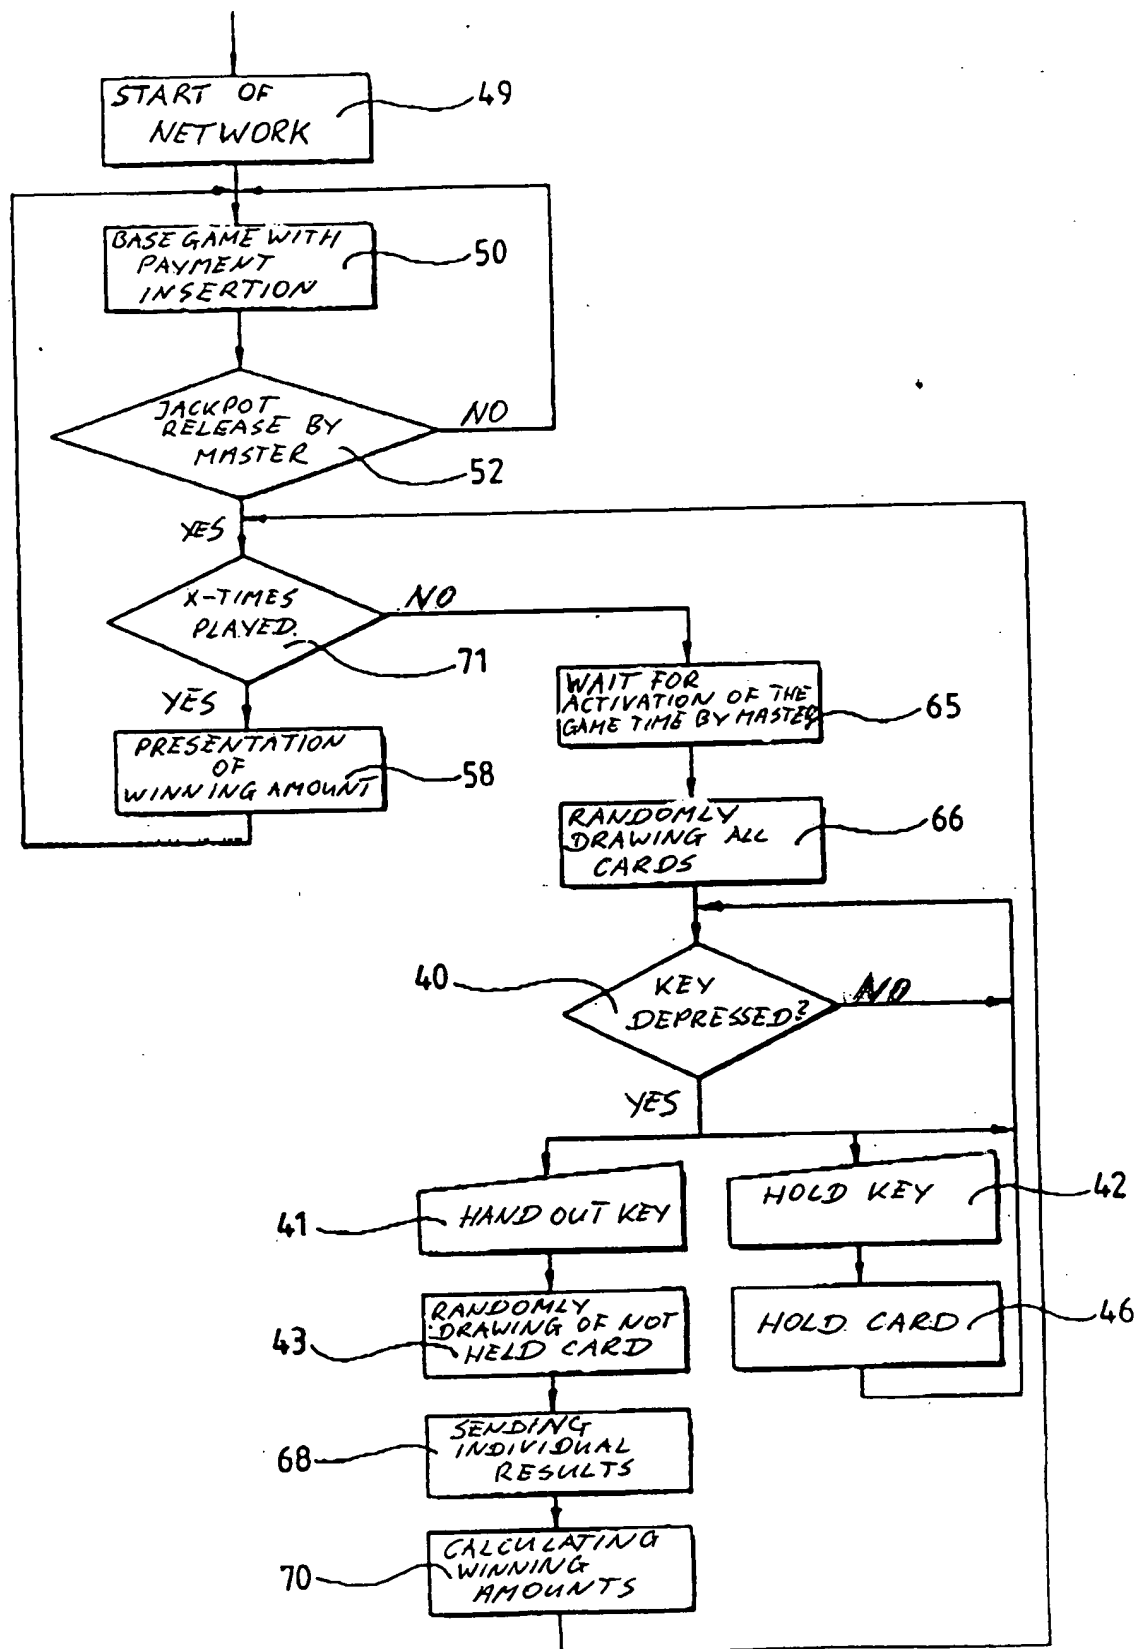 START OF
NETWORK
49
BASE GAME WITH
PAYMENT
INSERTION
50
JACKPOT
RELEASE BY
MASTER
NO
52
YES
X-TIMES
PLAYED.
NO
71
YES
WAIT FOR
ACTIVATION OF THE
GAME TIME BY MASTER
65
PRESENTATION
OF
WINNING AMOUNT
58
RANDOMLY
DRAWING ALL
CARDS
66
40
KEY
DEPRESSED?
NO
YES
41
HAND OUT KEY
HOLD KEY
42
RANDOMLY
DRAWING OF NOT
HELD CARD
43
HOLD CARD
46
SENDING
INDIVIDUAL
RESULTS
68
CALCULATING
WINNING
AMOUNTS
70